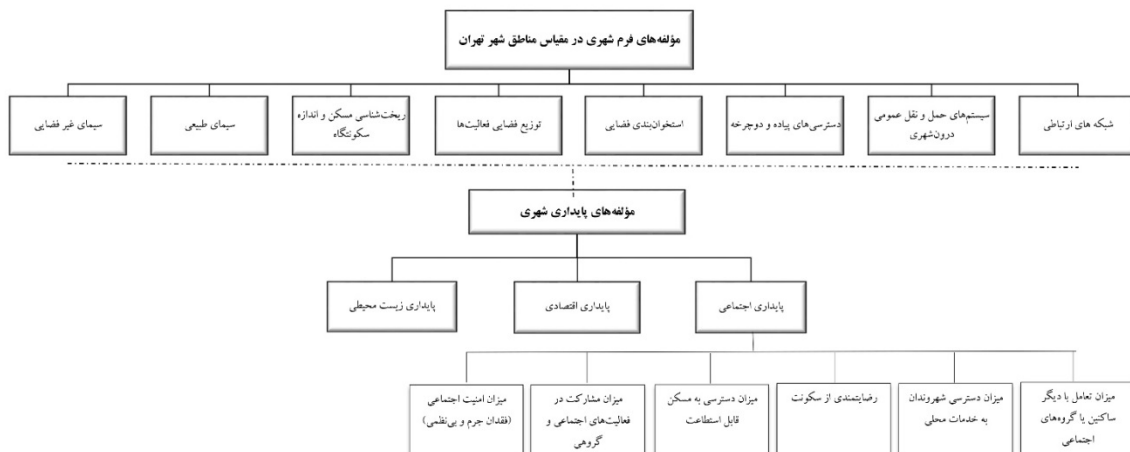 مؤلفه‌های فرم شهری در مقیاس مناطق شهر تهران
شبکه های ارتباطی
سیستم‌های حمل و نقل عمومی
درون‌شهری
دسترسی‌های پیاده و دوچرخه
استخوان‌بندی فضایی
توزیع فضایی فعالیت‌ها
ریخت‌شناسی مسکن و اندازه
سکونتگاه
سیمای طبیعی
سیمای غیر فضایی
مؤلفه‌های پایداری شهری
پایداری اجتماعی
پایداری اقتصادی
پایداری زیست محیطی
میزان تعامل با دیگر
ساکنین یا گروه‌های
اجتماعی
میزان دسترسی شهروندان
به خدمات محلی
رضایتمندی از سکونت
میزان دسترسی به مسکن
قابل استطاعت
میزان مشارکت در
فعالیت‌های اجتماعی و
گروهی
میزان امنیت اجتماعی
(فقدان جرم و بی‌نظمی)